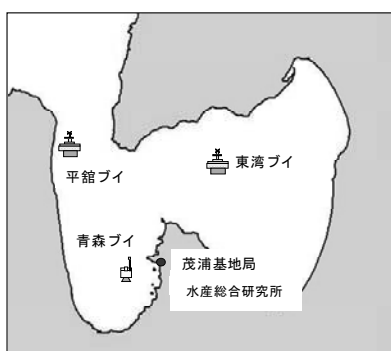 東湾ブイ
平舘ブイ
青森ブイ
茂浦基地局
水産総合研究所